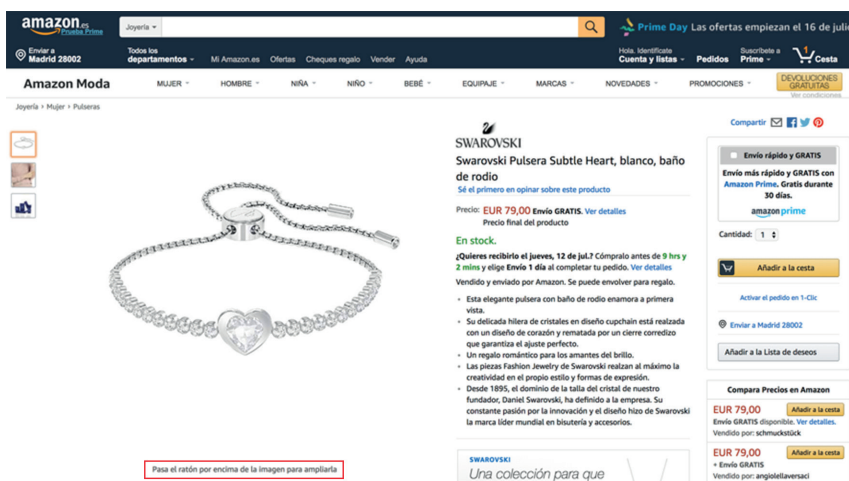 amazon.es
Prueba Prime
Joyería
Prime Day Las ofertas empiezan el 16 de julio
Enviar a
Madrid 28002
Todos los
departamentos
Mi Amazon.es Ofertas Cheques regalo Vender Ayuda
Hola. Identifícate
Cuenta y listas
Pedidos
Suscríbete a
Prime
1
Cesta
Amazon Moda
MUJER HOMBRE NIÑA NIÑO BEBÉ EQUIPAJE MARCAS NOVEDADES PROMOCIONES
DEVOLUCIONES
GRATUITAS
Ver condiciones
Joyería › Mujer › Pulseras
SWAROVSKI
Swarovski Pulsera Subtle Heart, blanco, baño
de rodio
Sé el primero en opinar sobre este producto
Precio: EUR 79,00 Envío GRATIS. Ver detalles
Precio final del producto
En stock.
¿Quieres recibirlo el jueves, 12 de jul.? Cómpralo antes de 9 hrs y
2 mins y elige Envío 1 día al completar tu pedido. Ver detalles
Vendido y enviado por Amazon. Se puede envolver para regalo.
• Esta elegante pulsera con baño de rodio enamora a primera
vista.
• Su delicada hilera de cristales en diseño cupchain está realzada
con un diseño de corazón y rematada por un cierre corredizo
que garantiza el ajuste perfecto.
• Un regalo romántico para los amantes del brillo.
• Las piezas Fashion Jewelry de Swarovski realzan al máximo la
creatividad en el propio estilo y formas de expresión.
• Desde 1895, el dominio de la talla del cristal de nuestro
fundador, Daniel Swarovski, ha definido a la empresa. Su
constante pasión por la innovación y el diseño hizo de Swarovski
la marca líder mundial en bisutería y accesorios.
SWAROVSKI
Una colección para que
Pasa el ratón por encima de la imagen para ampliarla
Compartir
Envío rápido y GRATIS
Envío más rápido y GRATIS con
Amazon Prime. Gratis durante
30 días.
amazon prime
Cantidad: 1
Añadir a la cesta
Activar el pedido en 1-Clic
Enviar a Madrid 28002
Añadir a la Lista de deseos
Compara Precios en Amazon
EUR 79,00
Añadir a la cesta
Envío GRATIS disponible. Ver detalles.
Vendido por: schmuckstück
EUR 79,00
Añadir a la cesta
+ Envío GRATIS
Vendido por: angiolellaversaci